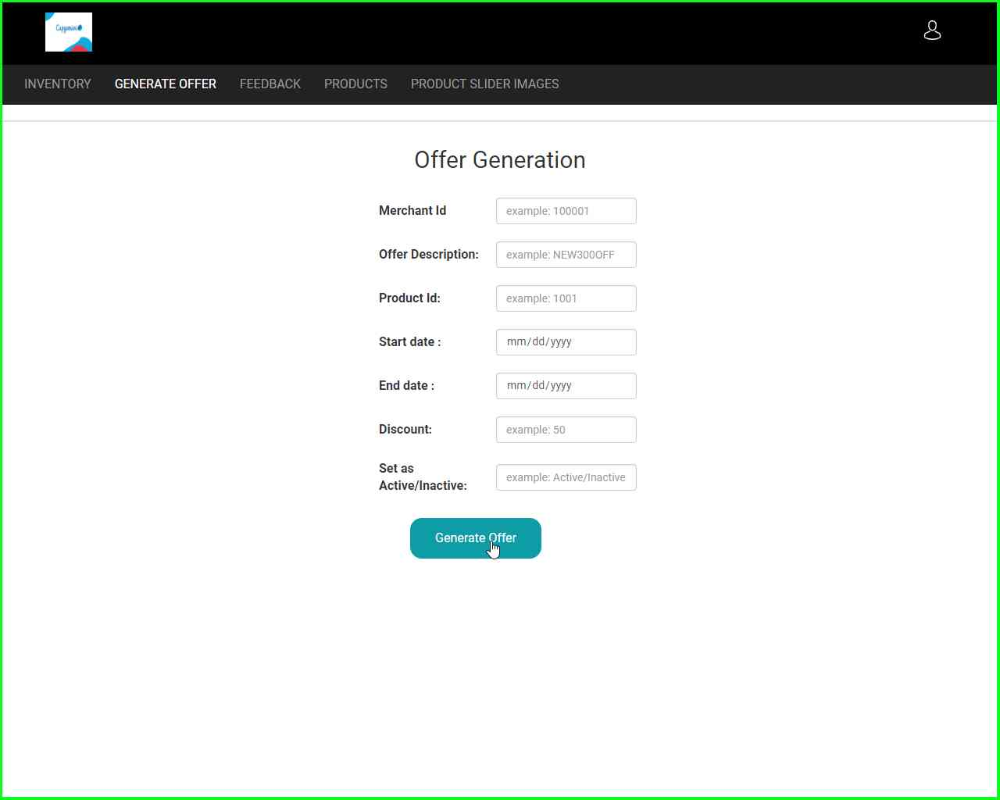 INVENTORY GENERATE OFFER FEEDBACK PRODUCTS PRODUCT SLIDER IMAGES
Offer Generation
Merchant Id example: 100001
Offer Description: example: NEW300OFF
Product Id: example: 1001
Start date : mm/dd/yyyy
End date : mm/dd/yyyy
Discount: example: 50
Set as
Active/Inactive: example: Active/Inactive
Generate Offer